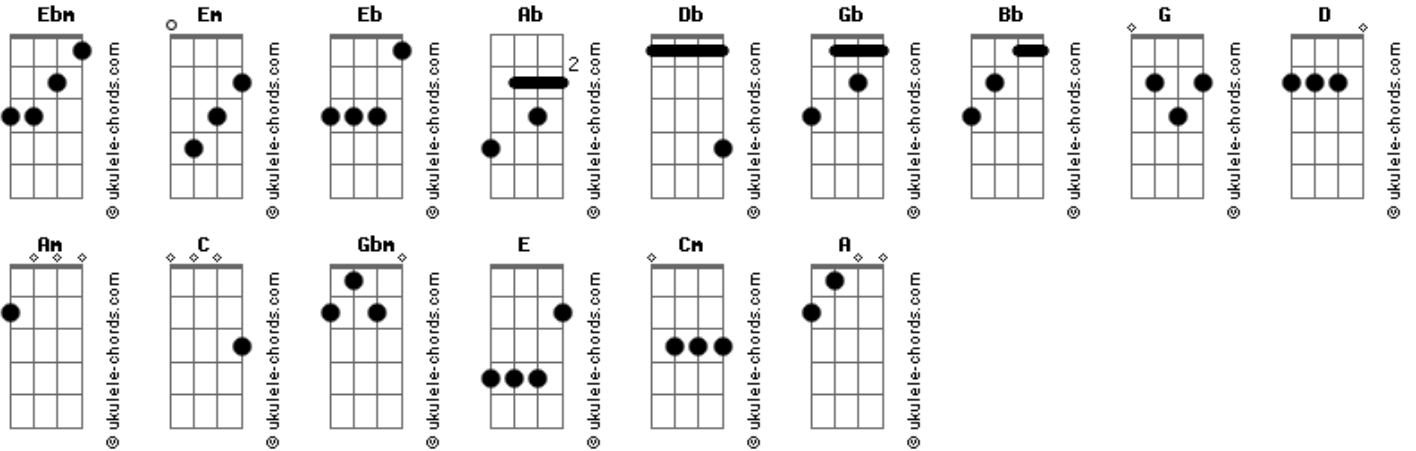 Ebm Em Eb Ab Db Gb Bb G D
2
© ukulele-chords.com © ukulele-chords.com © ukulele-chords.com © ukulele-chords.com © ukulele-chords.com © ukulele-chords.com © ukulele-chords.com © ukulele-chords.com © ukulele-chords.com
Am C Gbm E Cm A
© ukulele-chords.com © ukulele-chords.com © ukulele-chords.com © ukulele-chords.com © ukulele-chords.com © ukulele-chords.com